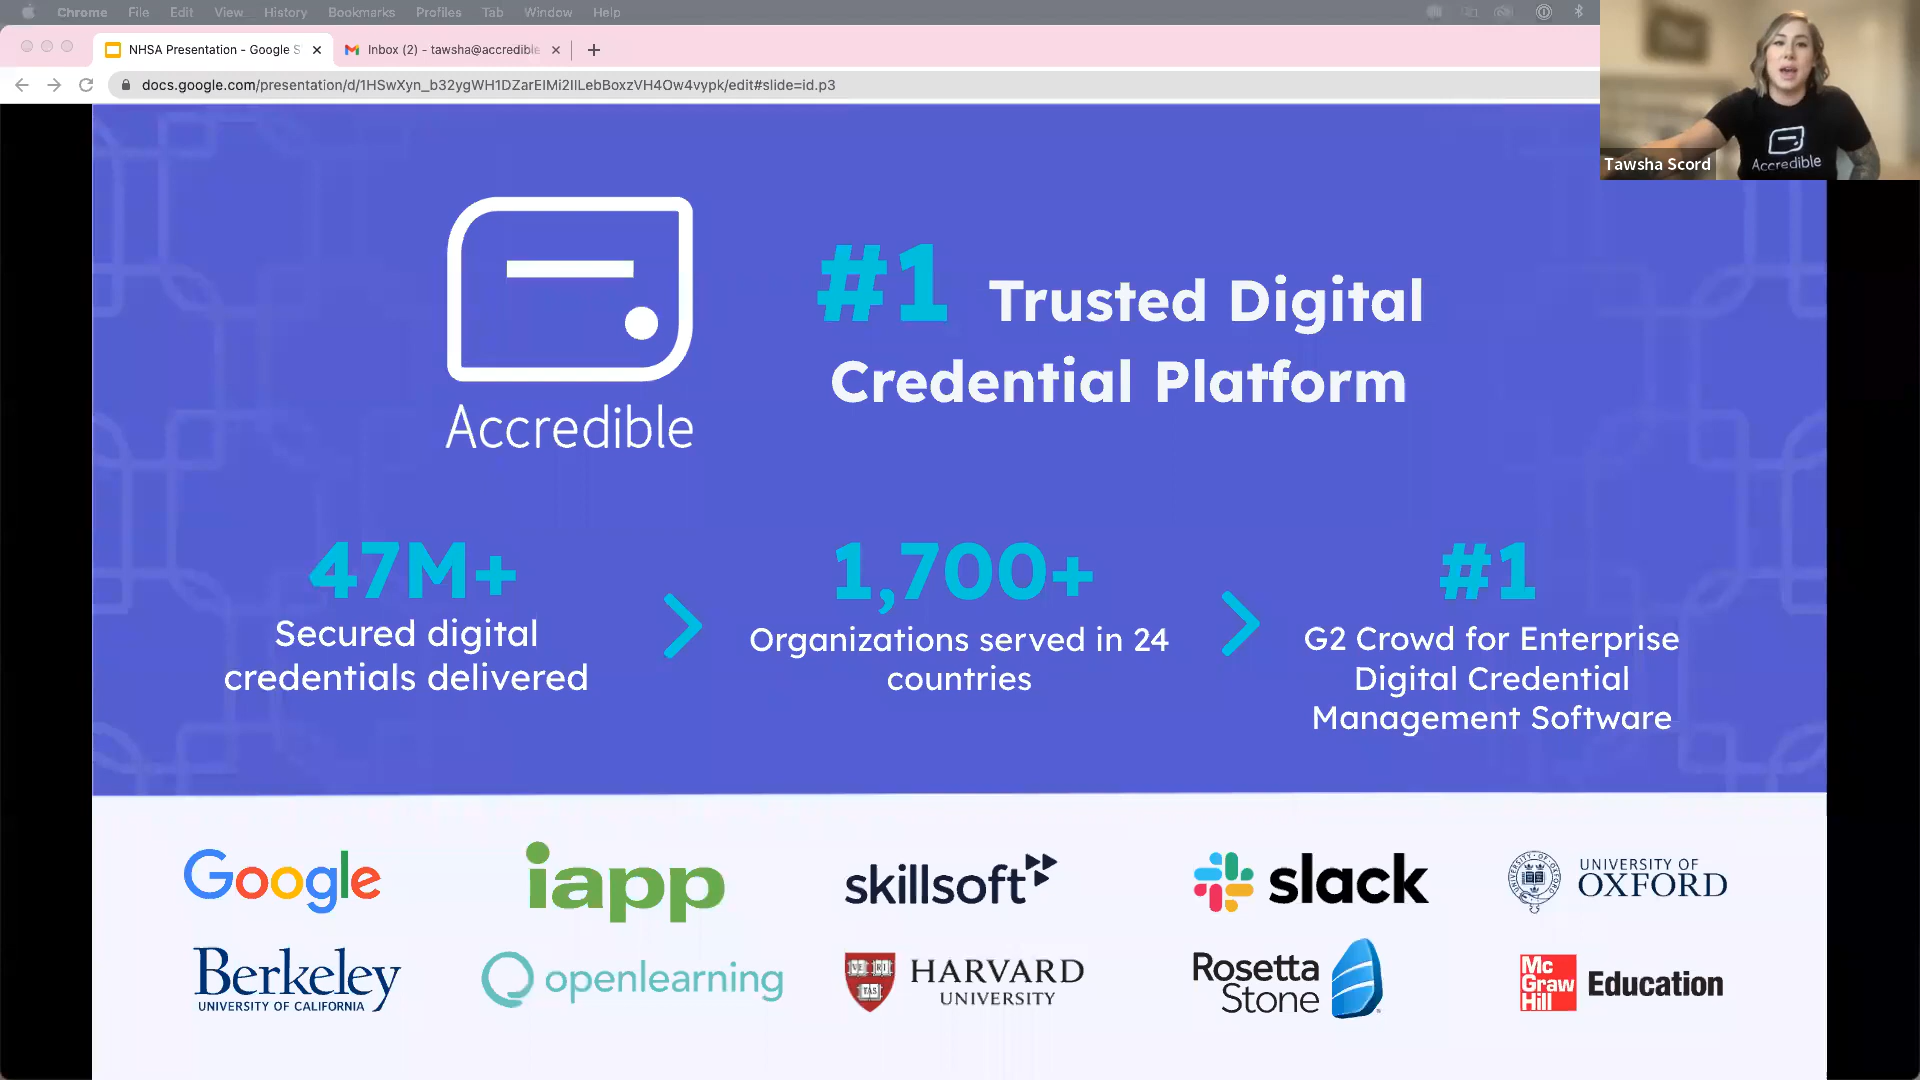 Chrome File Edit View History Bookmarks Profiles Tab Window Help
NHSA Presentation - Google S
Inbox (2) - tawsha@accredible
docs.google.com/presentation/d/1HSwXyn_b32ygWH1DZarEIMi2IlLebBoxzVH4Ow4vypk/edit#slide=id.p3
Accredible
Tawsha Scord
#1 Trusted Digital
Credential Platform
Accredible
47M+
Secured digital
credentials delivered
1,700+
Organizations served in 24
countries
#1
G2 Crowd for Enterprise
Digital Credential
Management Software
Google
iapp
skillsoft
slack
UNIVERSITY OF
OXFORD
Berkeley
UNIVERSITY OF CALIFORNIA
openlearning
VE RI
TAS
HARVARD
UNIVERSITY
Rosetta
Stone
Mc
Graw
Hill
Education